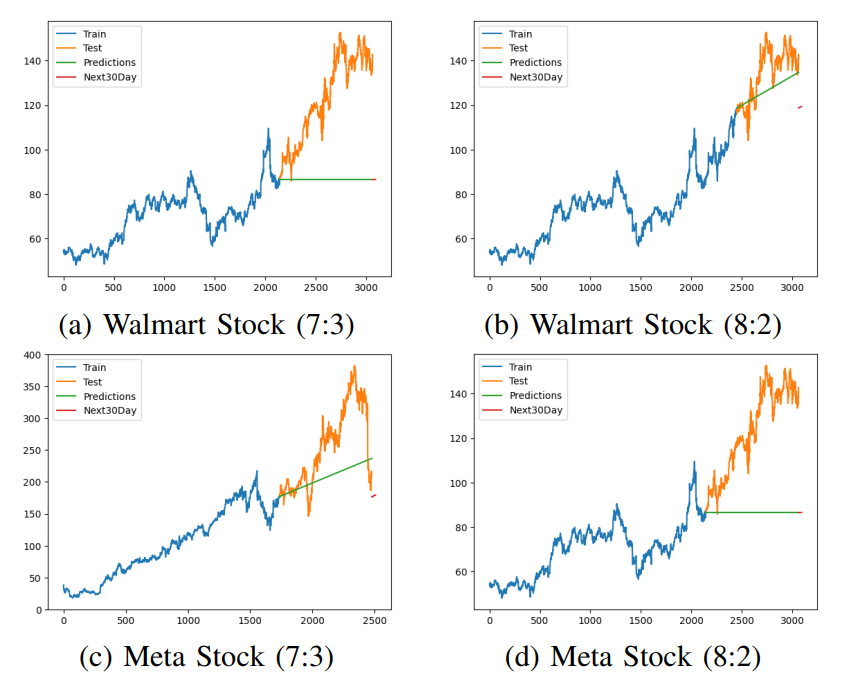 Train
Test
Predictions
Next30Day
140
120
100
80
60
0 500 1000 1500 2000 2500 3000
(a) Walmart Stock (7:3)
Train
Test
Predictions
Next30Day
140
120
100
80
60
0 500 1000 1500 2000 2500 3000
(b) Walmart Stock (8:2)
Train
Test
Predictions
Next30Day
400
350
300
250
200
150
100
50
0
0 500 1000 1500 2000 2500
(c) Meta Stock (7:3)
Train
Test
Predictions
Next30Day
140
120
100
80
60
0 500 1000 1500 2000 2500 3000
(d) Meta Stock (8:2)